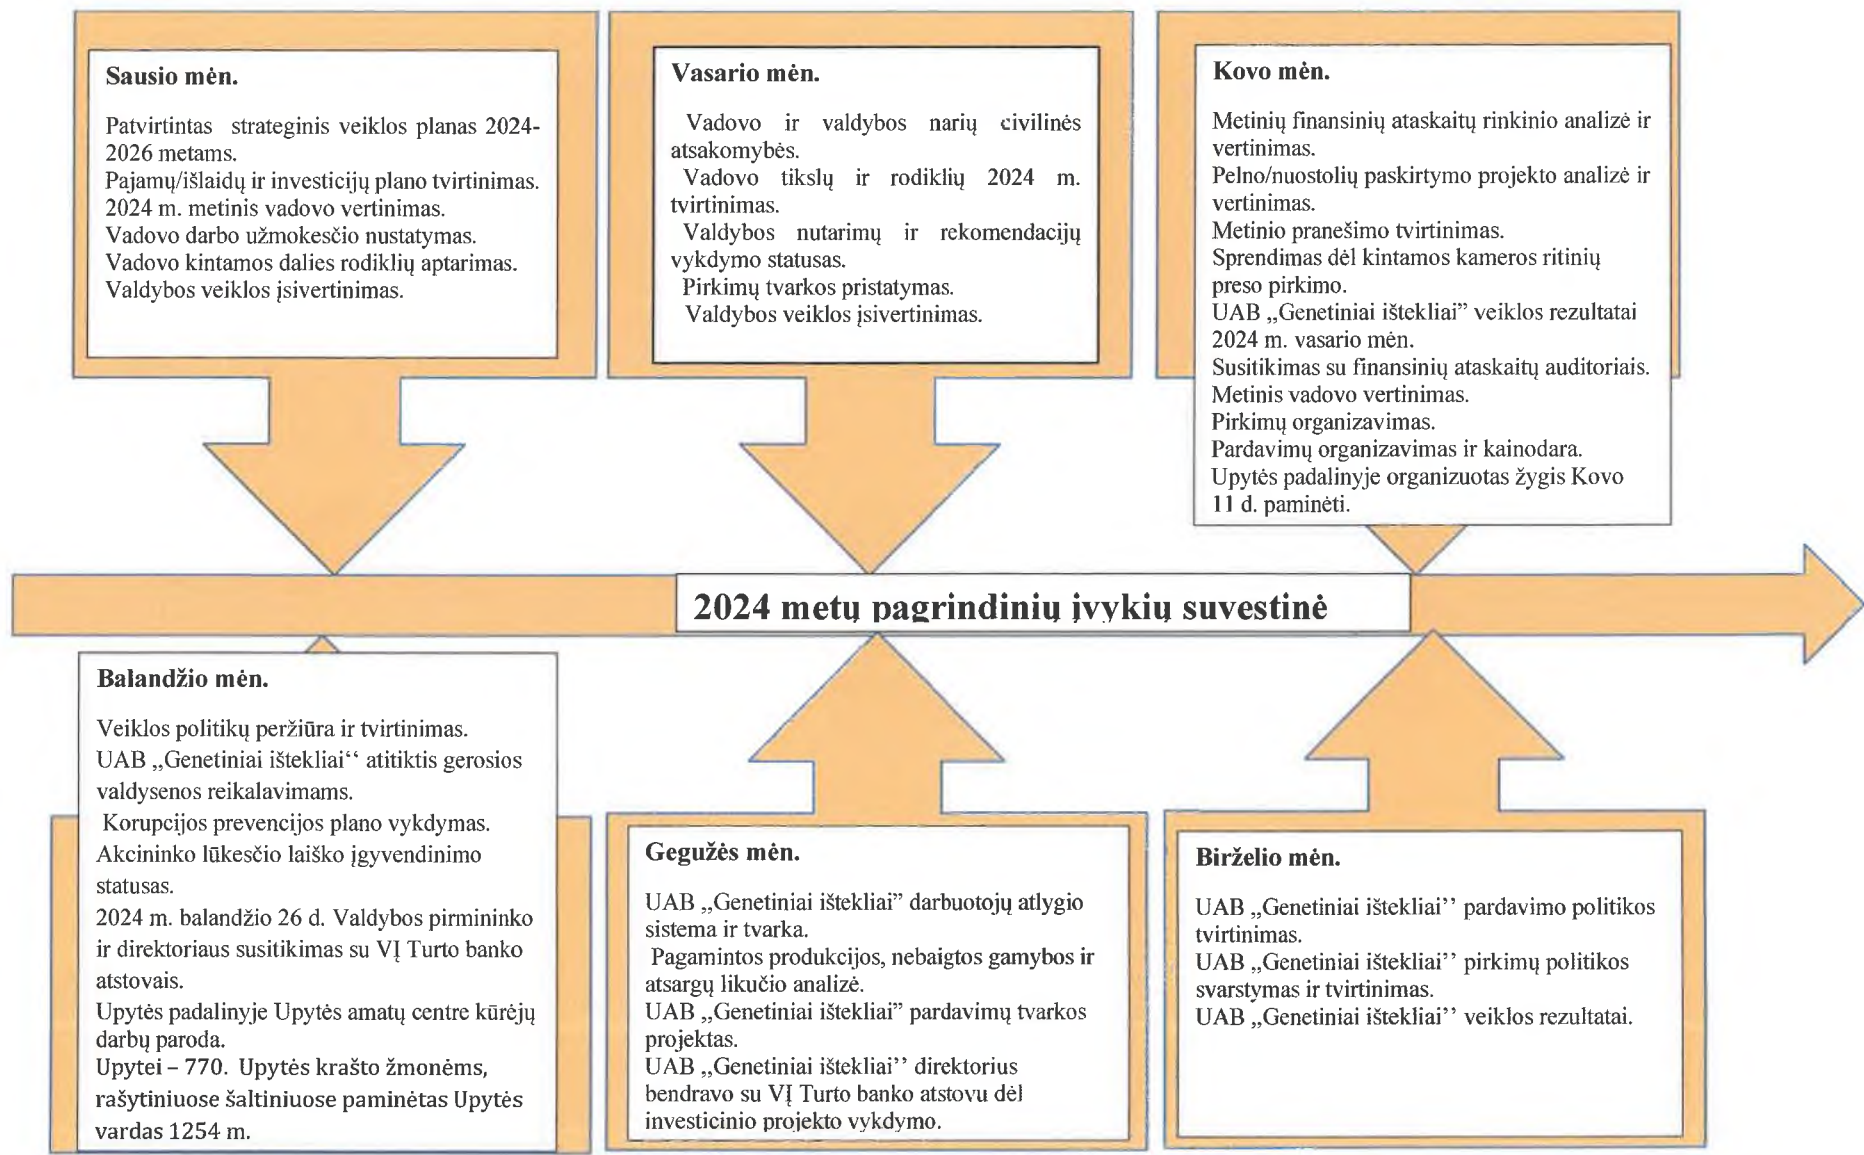 Sausio mėn.
Patvirtintas strateginis veiklos planas 2024-
2026 metams.
Pajamų/išlaidų ir investicijų plano tvirtinimas.
2024 m. metinis vadovo vertinimas.
Vadovo darbo užmokesčio nustatymas.
Vadovo kintamos dalies rodiklių aptarimas.
Valdybos veiklos įsivertinimas.
Vasario mėn.
Vadovo ir valdybos narių civilinės
atsakomybės.
Vadovo tikslų ir rodiklių 2024 m.
tvirtinimas.
Valdybos nutarimų ir rekomendacijų
vykdymo statusas.
Pirkimų tvarkos pristatymas.
Valdybos veiklos įsivertinimas.
Kovo mėn.
Metinių finansinių ataskaitų rinkinio analizė ir
vertinimas.
Pelno/nuostolių paskirtymo projekto analizė ir
vertinimas.
Metinio pranešimo tvirtinimas.
Sprendimas dėl kintamos kameros ritinių
preso pirkimo.
UAB „Genetiniai ištekliai” veiklos rezultatai
2024 m. vasario mėn.
Susitikimas su finansinių ataskaitų auditoriais.
Metinis vadovo vertinimas.
Pirkimų organizavimas.
Pardavimų organizavimas ir kainodara.
Upytės padalinyje organizuotas žygis Kovo
11 d. paminėti.
2024 metų pagrindinių įvykių suvestinė
Balandžio mėn.
Veiklos politikų peržiūra ir tvirtinimas.
UAB „Genetiniai ištekliai‘‘ atitiktis gerosios
valdysenos reikalavimams.
Korupcijos prevencijos plano vykdymas.
Akcininko lūkesčio laiško įgyvendinimo
statusas.
2024 m. balandžio 26 d. Valdybos pirmininko
ir direktoriaus susitikimas su VĮ Turto banko
atstovais.
Upytės padalinyje Upytės amatų centre kūrėjų
darbų paroda.
Upytei – 770. Upytės krašto žmonėms,
rašytiniuose šaltiniuose paminėtas Upytės
vardas 1254 m.
Gegužės mėn.
UAB „Genetiniai ištekliai” darbuotojų atlygio
sistema ir tvarka.
Pagamintos produkcijos, nebaigtos gamybos ir
atsargų likučio analizė.
UAB „Genetiniai ištekliai” pardavimų tvarkos
projektas.
UAB „Genetiniai ištekliai’’ direktorius
bendravo su VĮ Turto banko atstovu dėl
investicinio projekto vykdymo.
Birželio mėn.
UAB „Genetiniai ištekliai’’ pardavimo politikos
tvirtinimas.
UAB „Genetiniai ištekliai’’ pirkimų politikos
svarstymas ir tvirtinimas.
UAB „Genetiniai ištekliai’’ veiklos rezultatai.